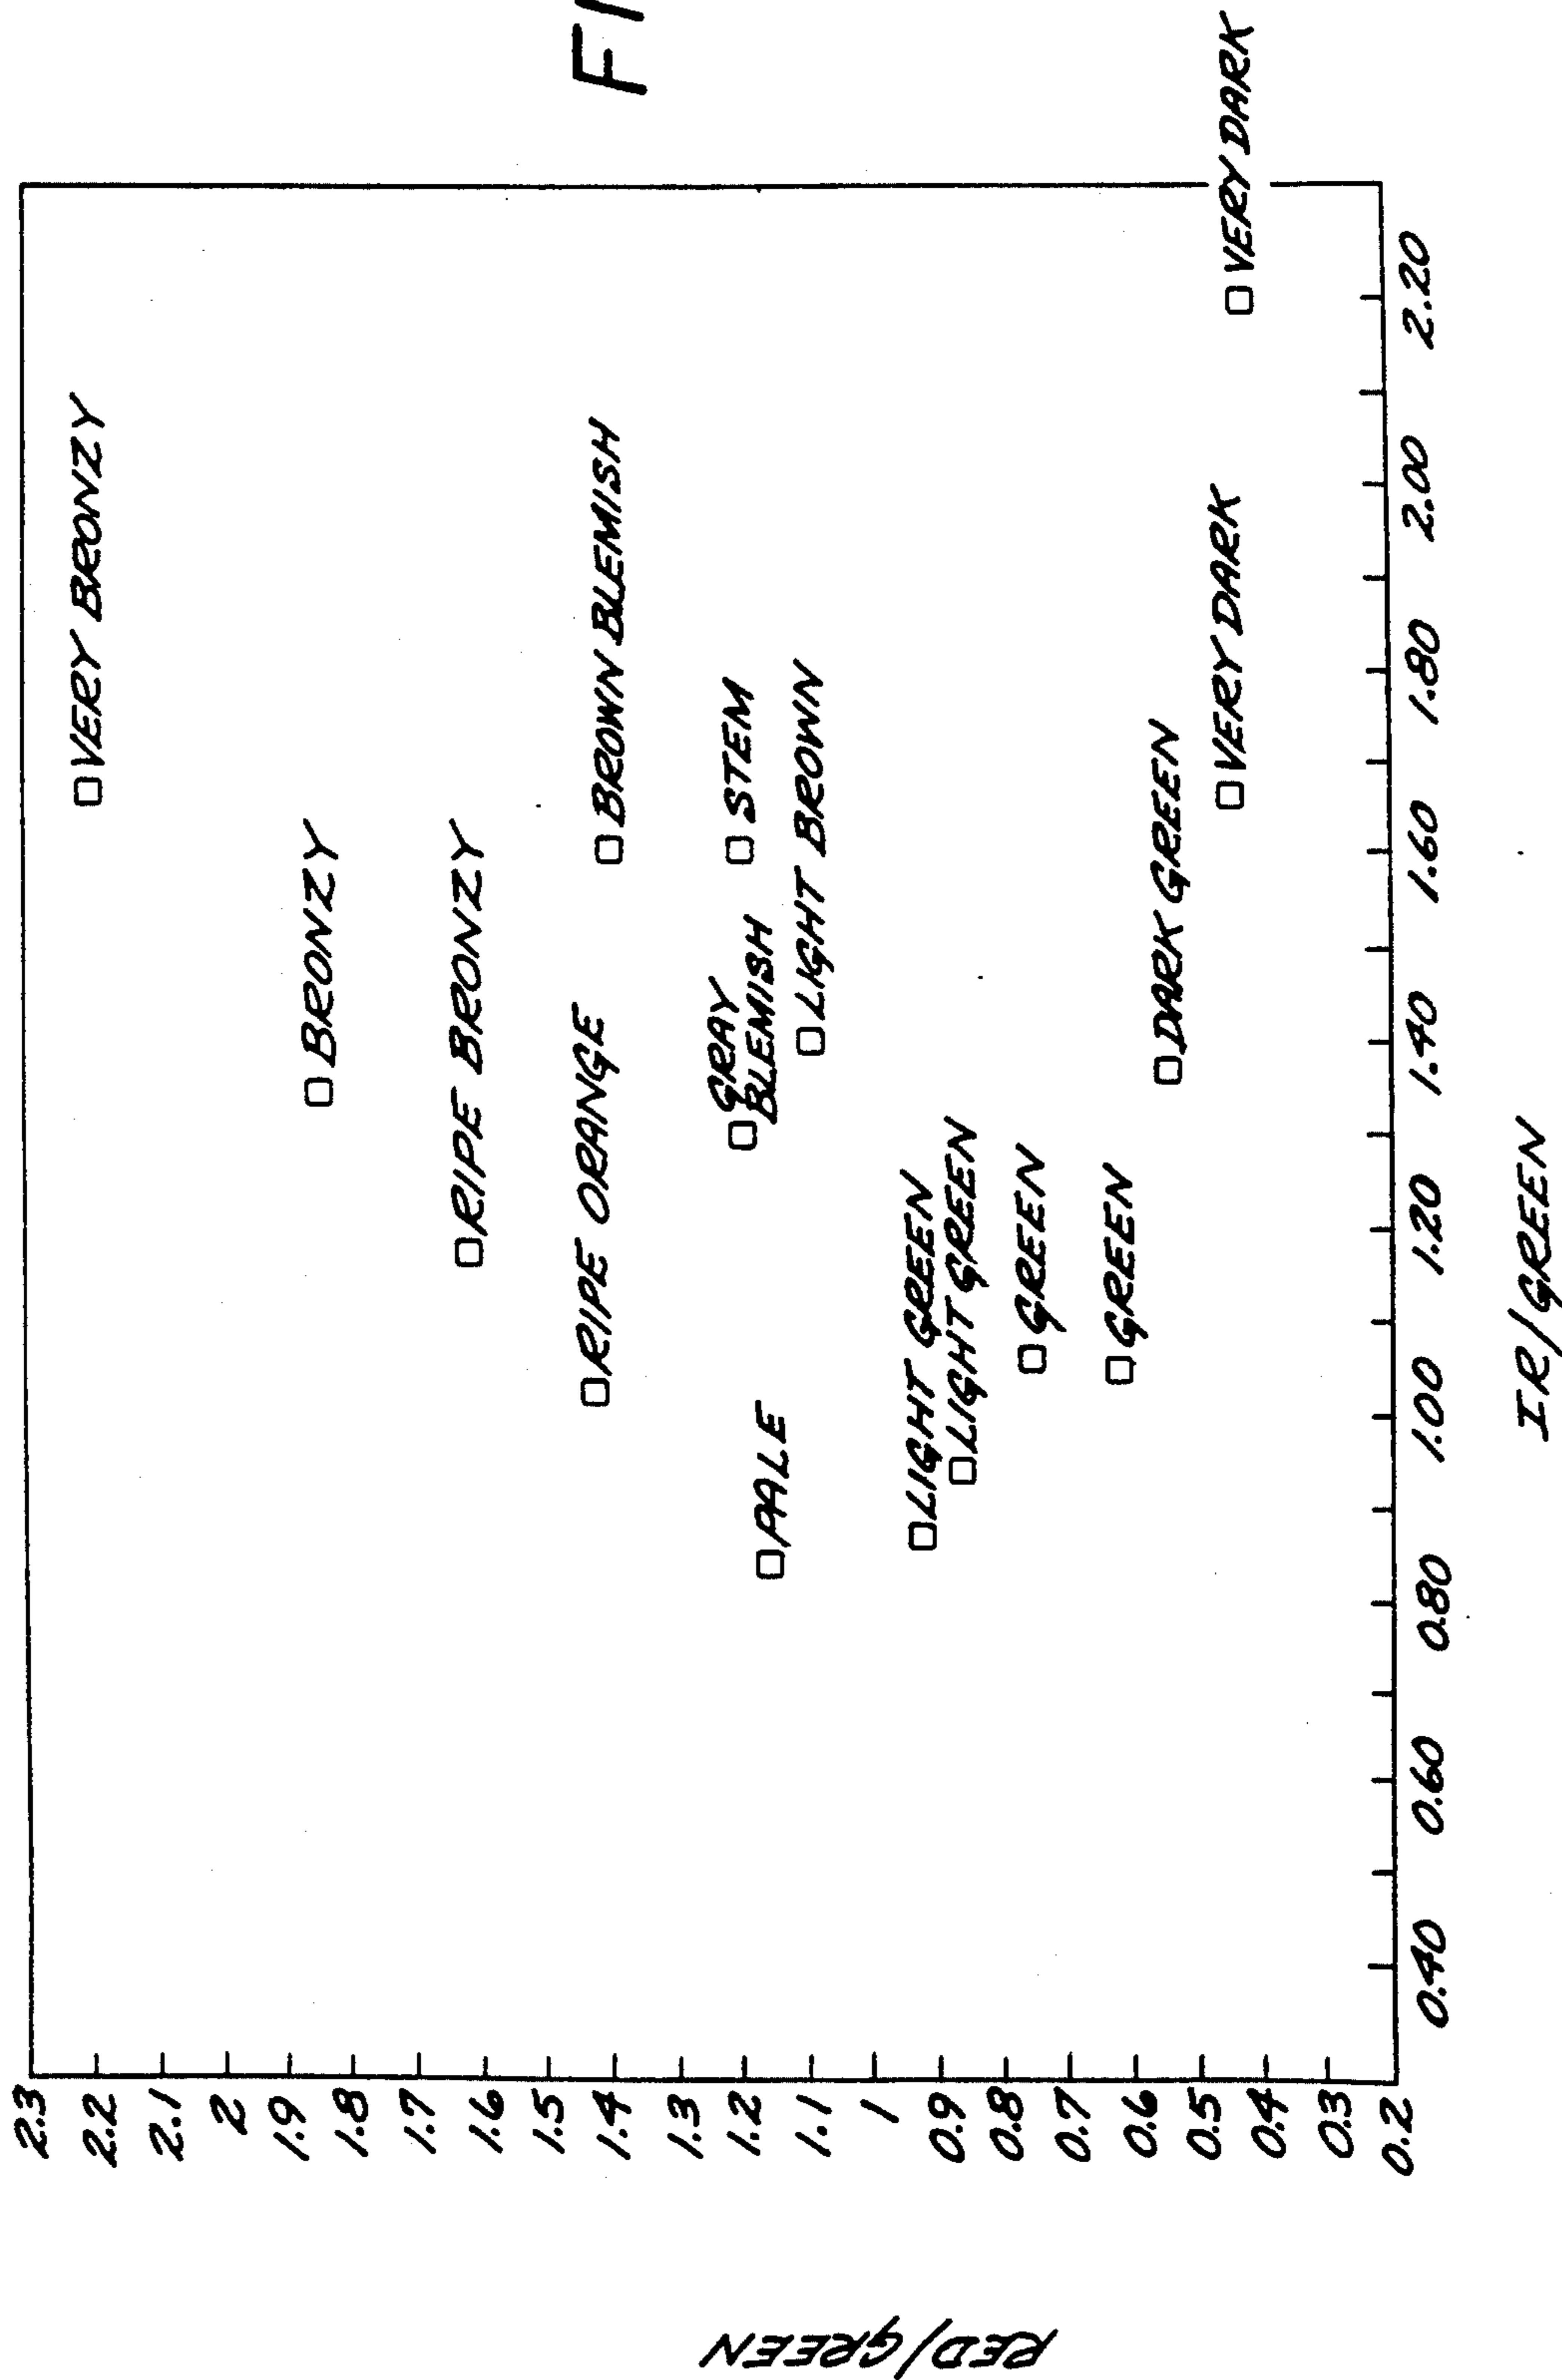 FI
2.3
2.2
2.1
2
1.9
1.8
1.7
1.6
1.5
1.4
1.3
1.2
1.1
1
0.9
0.8
0.7
0.6
0.5
0.4
0.3
0.2
RED/GREEN
VERY BRONZY
BRONZY
RIPE BRONZY
RIPE ORANGE
BROWN BLEMISH
GRAY
BLEMISH
STEM
PALE
LIGHT BROWN
LIGHT GREEN
LIGHT GREEN
GREEN
GREEN
DARK GREEN
VERY DARK
VERY DARK
0.40 0.60 0.80 1.00 1.20 1.40 1.60 1.80 2.00 2.20
IR/GREEN